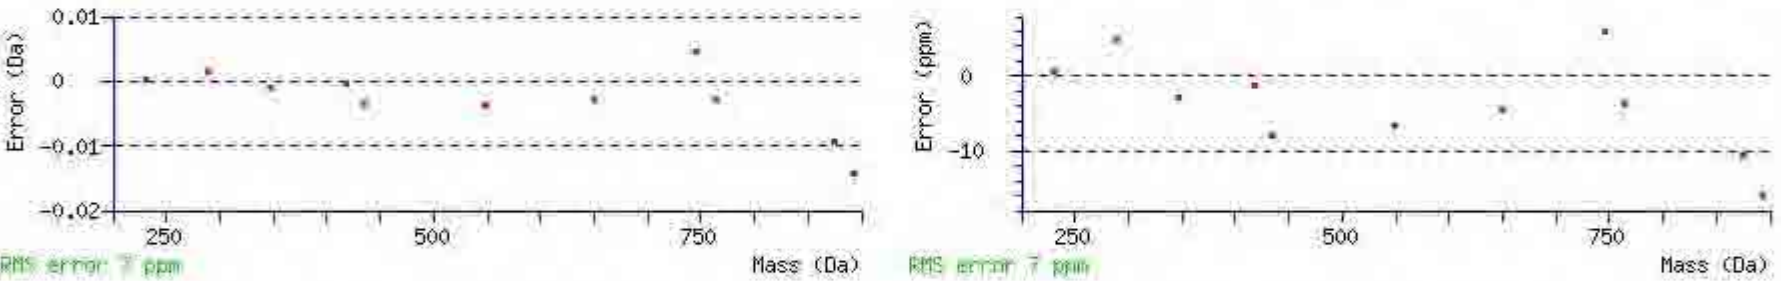 0.01
0
-0.01
-0.02
Error (Da)
250 500 750
RMS error 7 ppm
Mass (Da)
0
-10
Error (ppm)
250 500 750
RMS error 7 ppm
Mass (Da)